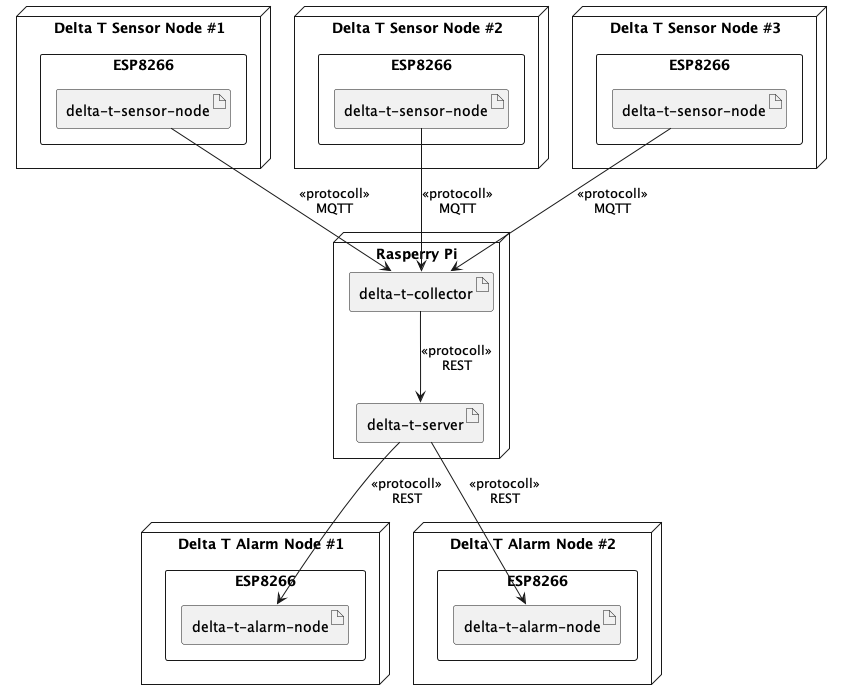 Delta T Sensor Node #1
Delta T Sensor Node #2
Delta T Sensor Node #3
ESP8266
ESP8266
ESP8266
delta-t-sensor-node
delta-t-sensor-node
delta-t-sensor-node
«protocoll»
MQTT
«protocoll»
MQTT
«protocoll»
MQTT
Rasperry Pi
delta-t-collector
«protocoll»
REST
delta-t-server
«protocoll»
REST
«protocoll»
REST
Delta T Alarm Node #1
Delta T Alarm Node #2
ESP8266
ESP8266
delta-t-alarm-node
delta-t-alarm-node